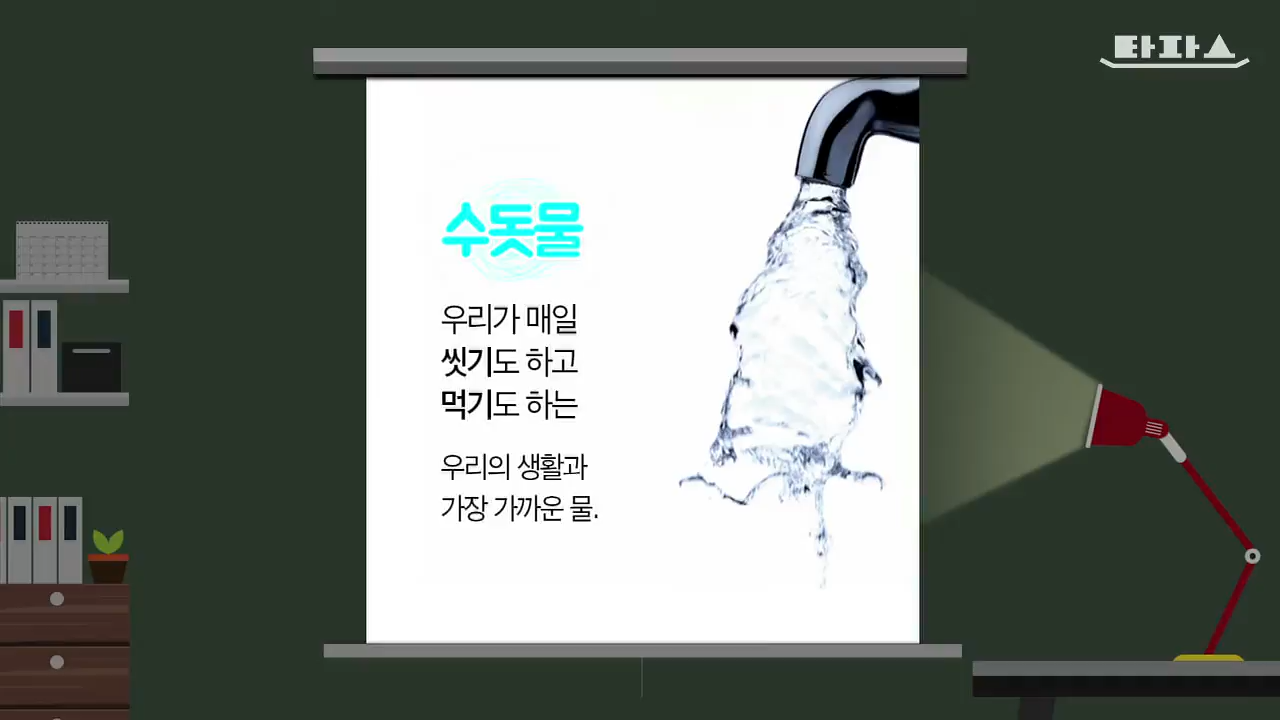 타파스
수돗물
우리가 매일
씻기도 하고
먹기도 하는
우리의 생활과
가장 가까운 물.